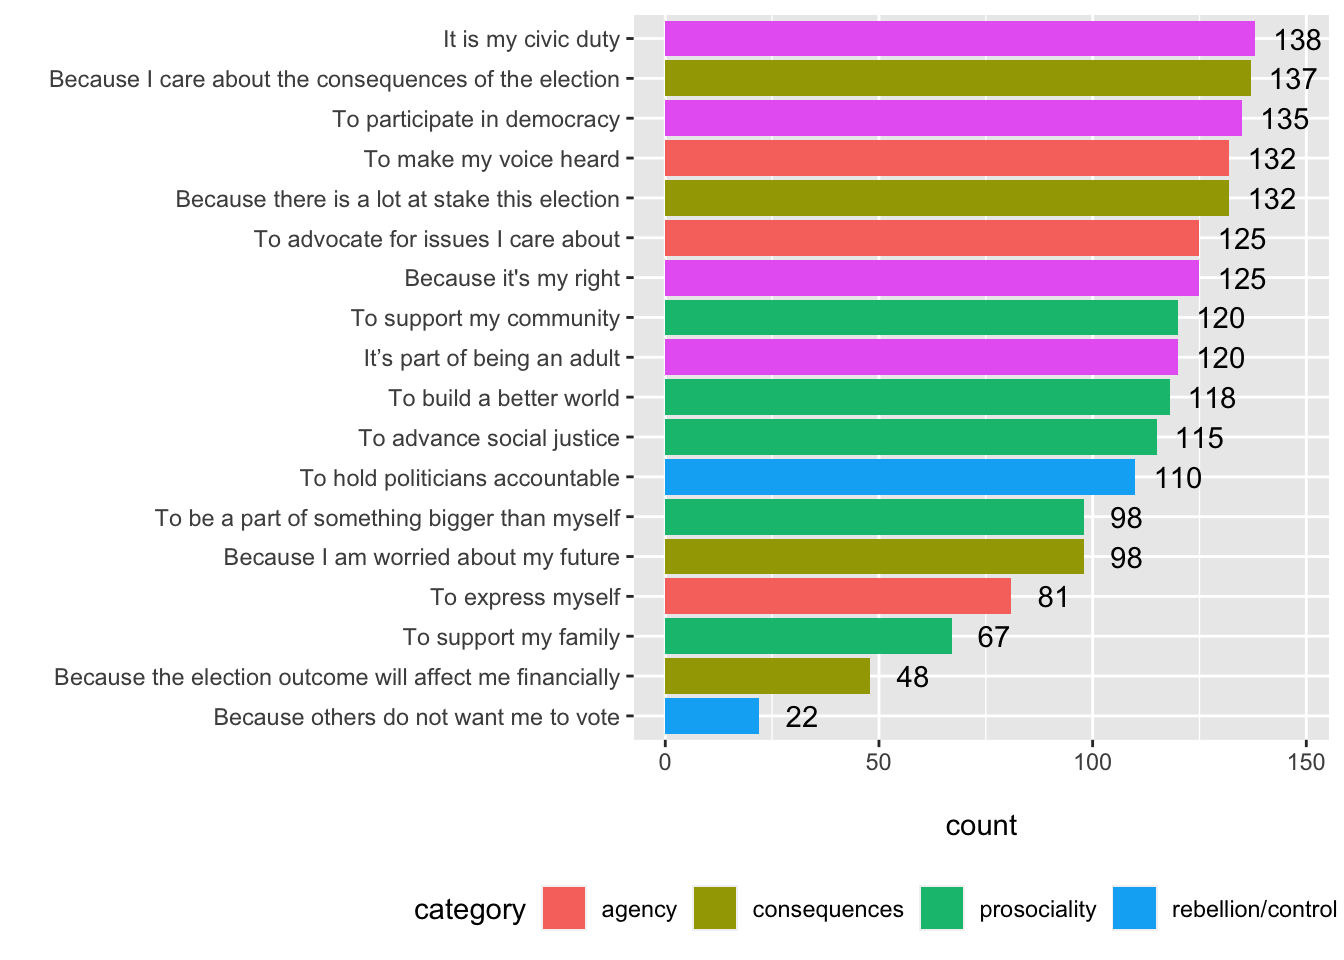 It is my civic duty 138
Because I care about the consequences of the election 137
To participate in democracy 135
To make my voice heard 132
Because there is a lot at stake this election 132
To advocate for issues I care about 125
Because it's my right 125
To support my community 120
It’s part of being an adult 120
To build a better world 118
To advance social justice 115
To hold politicians accountable 110
To be a part of something bigger than myself 98
Because I am worried about my future 98
To express myself 81
To support my family 67
Because the election outcome will affect me financially 48
Because others do not want me to vote 22
0 50 100 150
count
category agency consequences prosociality rebellion/control